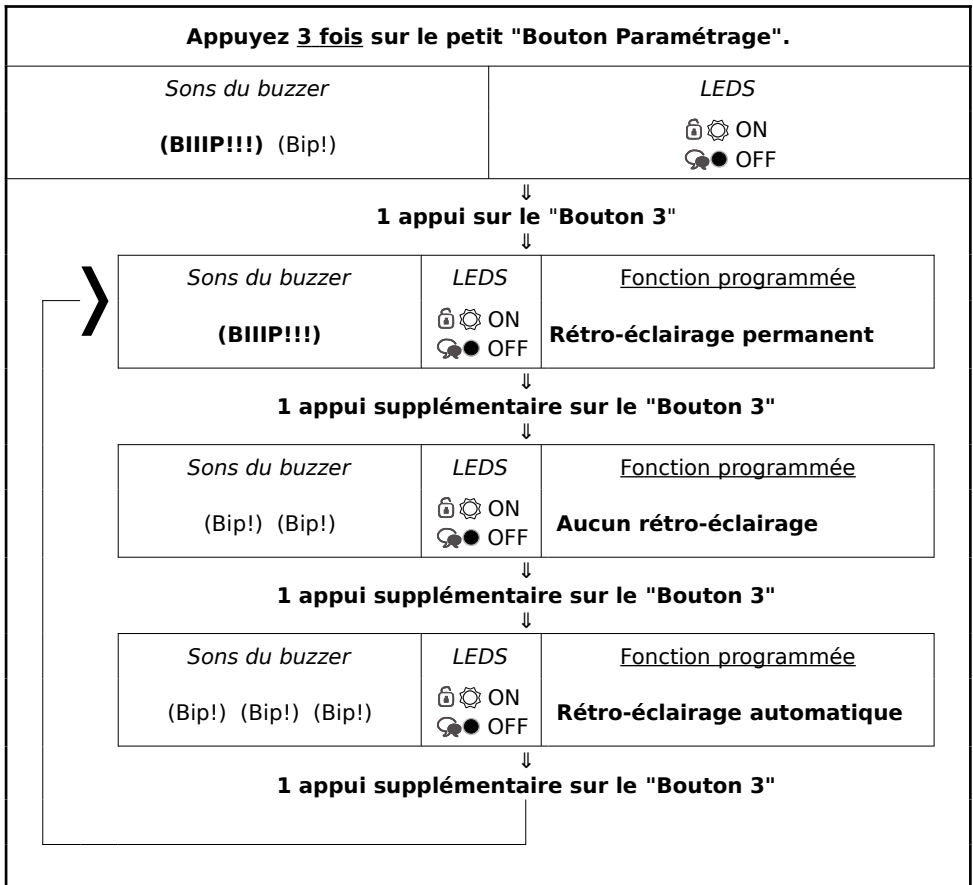 Appuyez 3 fois sur le petit "Bouton Paramétrage".
Sons du buzzer
LEDS
(BIIIP!!!) (Bip!)
ON
OFF
⇓
1 appui sur le "Bouton 3"
⇓
Sons du buzzer
LEDS
Fonction programmée
(BIIIP!!!)
ON
OFF
Rétro-éclairage permanent
⇓
1 appui supplémentaire sur le "Bouton 3"
⇓
Sons du buzzer
LEDS
Fonction programmée
(Bip!) (Bip!)
ON
OFF
Aucun rétro-éclairage
⇓
1 appui supplémentaire sur le "Bouton 3"
⇓
Sons du buzzer
LEDS
Fonction programmée
(Bip!) (Bip!) (Bip!)
ON
OFF
Rétro-éclairage automatique
⇓
1 appui supplémentaire sur le "Bouton 3"